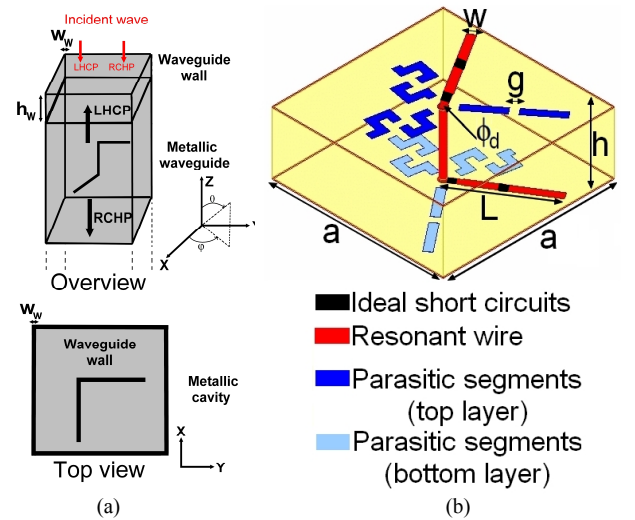 Incident wave
w_w
LHCP RCHP
Waveguide
wall
h_w
LHCP
Metallic
waveguide
RCHP
Z
θ
φ
X
Overview
w_w
Waveguide
wall
Metallic
cavity
X
Y
Top view
(a)
w
g
ϕ_d
h
L
a
a
Ideal short circuits
Resonant wire
Parasitic segments
(top layer)
Parasitic segments
(bottom layer)
(b)